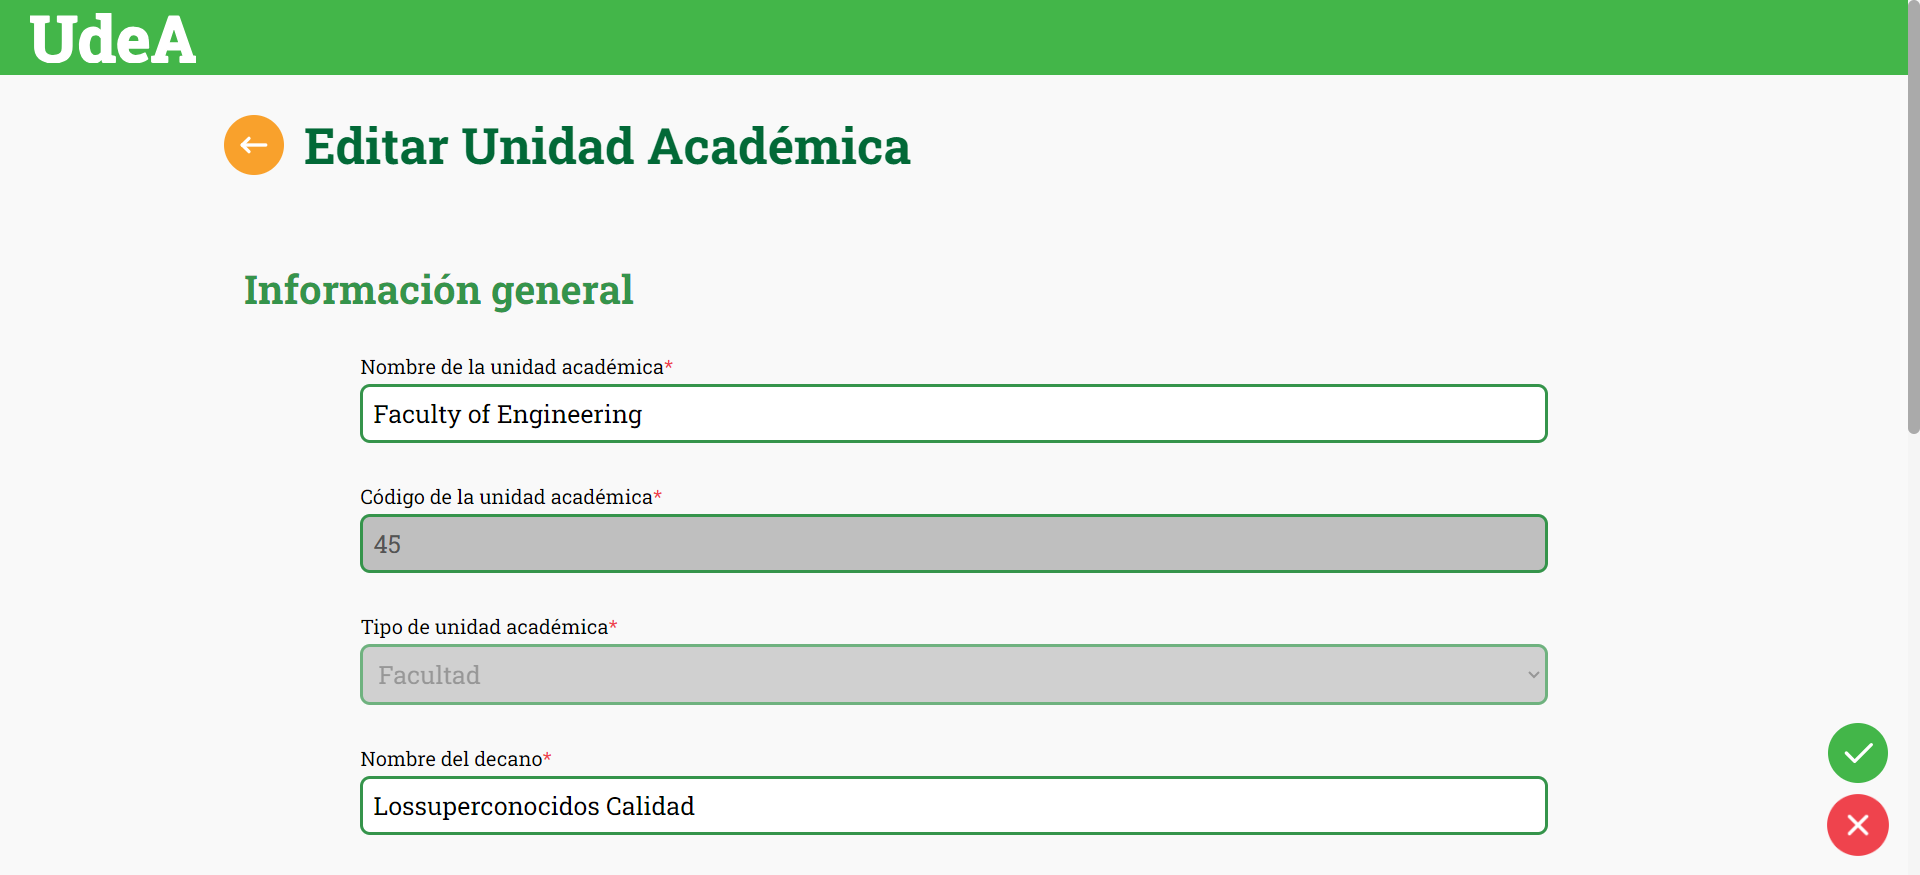 UdeA
Editar Unidad Académica
Información general
Nombre de la unidad académica*
Faculty of Engineering
Código de la unidad académica*
45
Tipo de unidad académica*
Facultad
Nombre del decano*
Lossuperconocidos Calidad